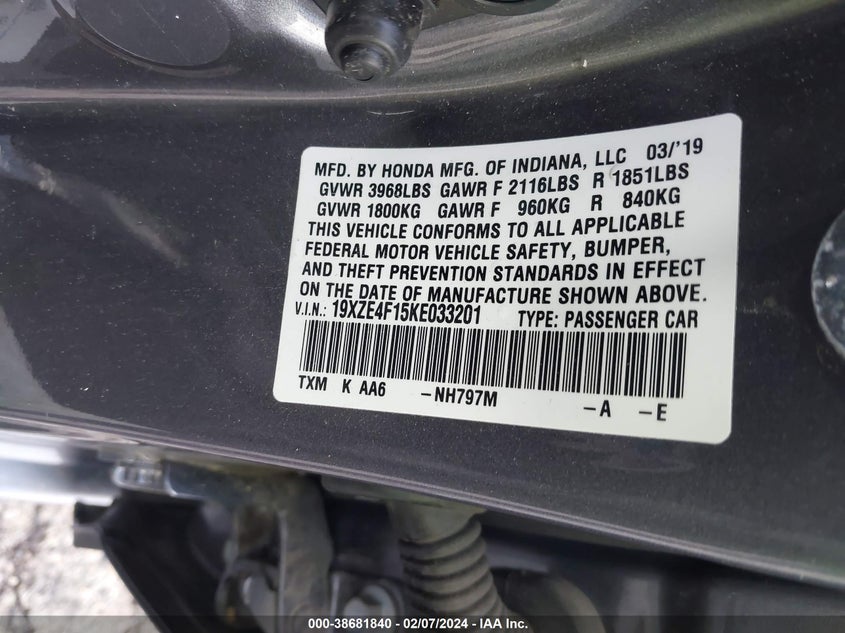 MFD. BY HONDA MFG. OF INDIANA, LLC 03/'19
GVWR 3968LBS GAWR F 2116LBS R 1851LBS
GVWR 1800KG GAWR F 960KG R 840KG
THIS VEHICLE CONFORMS TO ALL APPLICABLE
FEDERAL MOTOR VEHICLE SAFETY, BUMPER,
AND THEFT PREVENTION STANDARDS IN EFFECT
ON THE DATE OF MANUFACTURE SHOWN ABOVE.
V.I.N.: 19XZE4F15KE033201 TYPE: PASSENGER CAR
TXM K AA6 -NH797M -A -E
000-38681840 - 02/07/2024 - IAA Inc.